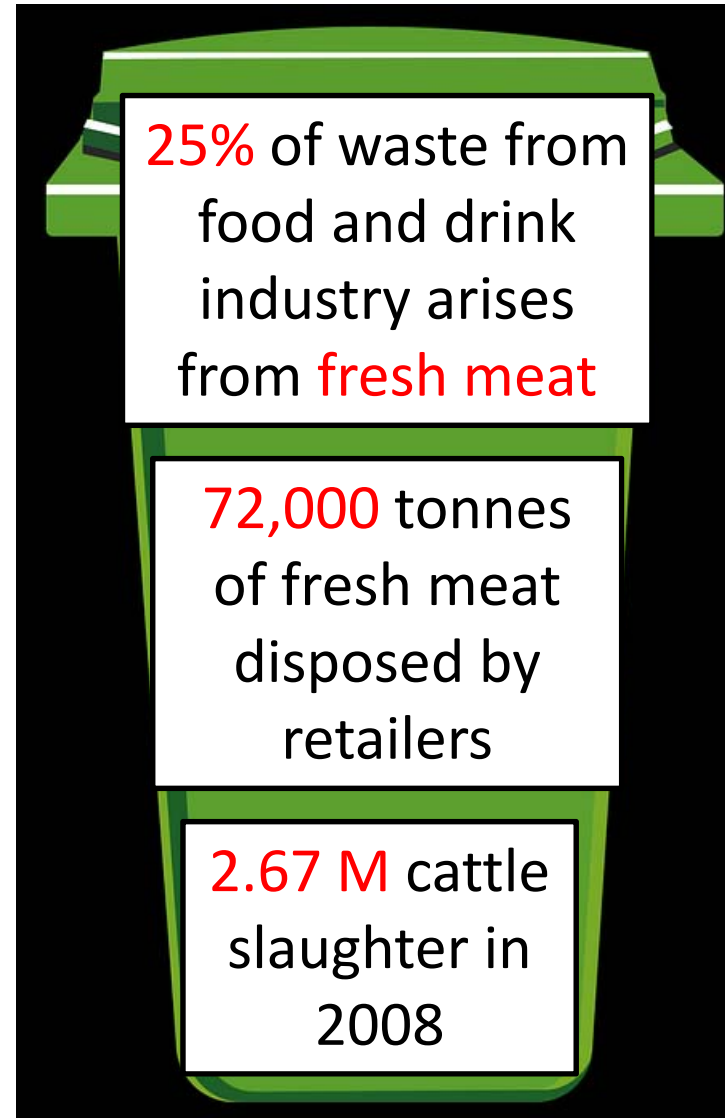 25% of waste from
food and drink
industry arises
from fresh meat
72,000 tonnes
of fresh meat
disposed by
retailers
2.67 M cattle
slaughter in
2008